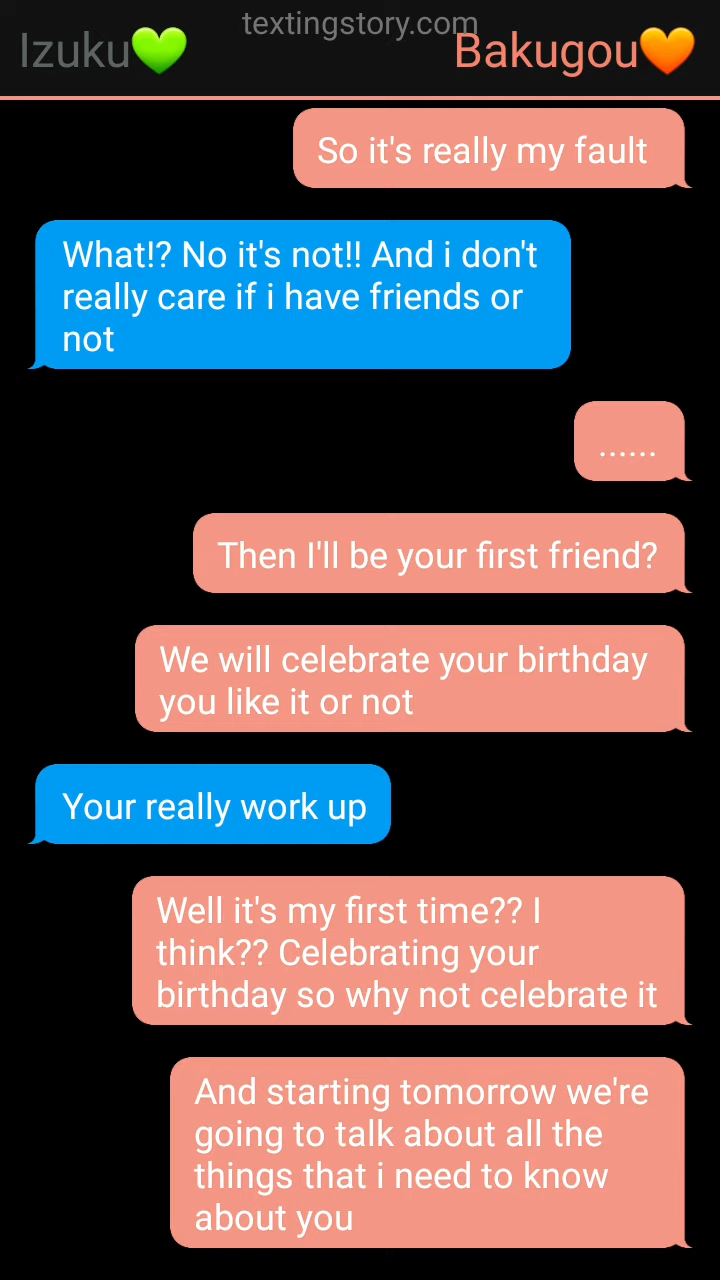 textingstory.com
Izuku💚 Bakugou🧡
So it's really my fault
What!? No it's not!! And i don't
really care if i have friends or
not
......
Then I'll be your first friend?
We will celebrate your birthday
you like it or not
Your really work up
Well it's my first time?? I
think?? Celebrating your
birthday so why not celebrate it
And starting tomorrow we're
going to talk about all the
things that i need to know
about you